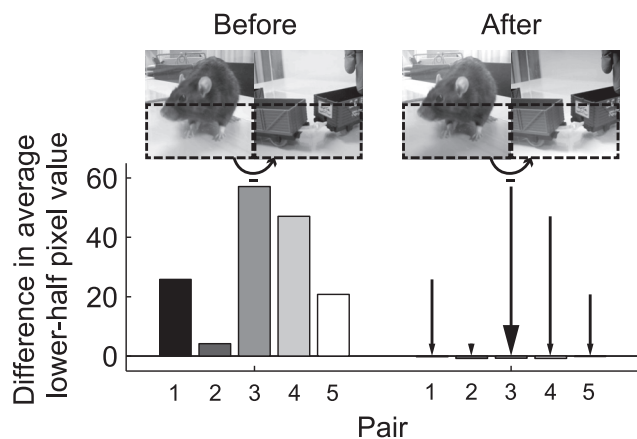 Before
After
Difference in average
lower-half pixel value
60
40
20
0
1 2 3 4 5
1 2 3 4 5
Pair